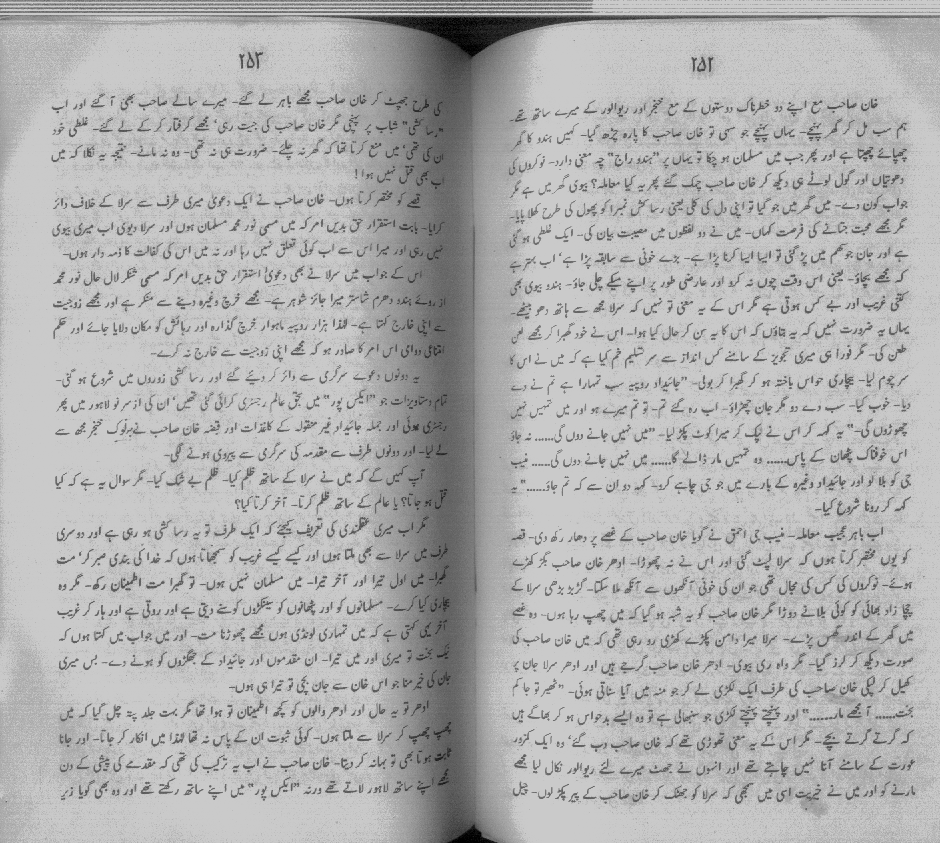 ۲۵۲
خان صاحب مع اپنے دو خطرناک دوستوں کے مع خنجر اور ریوالور کے میرے ساتھ تھے۔
ہم سب مل کر گھر پہنچے۔ یہاں پہنچے جو سہی تو خان صاحب کا پارہ چڑھ گیا۔ کہیں ہندو کا گھر
چھپائے چھپتا ہے اور پھر جب میں مسلمان ہو چکا تو یہاں پر "ہندو راج" چہ معنی دارد۔ نوکروں کی
دھوتیاں اور گول لوٹے ہی دیکھ کر خان صاحب چمک گئے پھر یہ کیا معاملہ؟ بیوی گھر میں ہے مگر
جواب کون دے۔ میں گھر میں جو گیا تو اپنی دل کی کلی یعنی رسا کش نمبرا کو پھول کی طرح کھلا پایا۔
مگر مجھے محبت جتانے کی فرصت کہاں۔ میں نے دو لفظوں میں مصیبت بیان کی۔ ایک غلطی ہو گئی
ہے اور جان جوکھم میں پڑ گئی تو ایسا ایسا کرنا پڑا ہے۔ بڑے خونی سے سابقہ پڑا ہے' اب بہتر ہے
کہ مجھے بچاؤ۔ یعنی اس وقت چوں نہ کرو اور عارضی طور پر اپنے میکے چلی جاؤ۔ ہندو بیوی بھی
کتنی غریب اور بے کس ہوتی ہے مگر اس کے یہ معنی تو نہیں کہ سرلا مجھ سے ہاتھ دھو بیٹھے۔
یہاں یہ ضرورت نہیں کہ یہ بتاؤں کہ اس کا یہ سن کر حال کیا ہوا۔ اس نے خود گھبرا کر مجھے لعن
طعن کی۔ مگر فوراً ہی میری تجویز کے سامنے کس انداز سے سر تسلیم خم کیا ہے کہ میں نے اس کا
سر چوم لیا۔ بیچاری حواس باختہ ہو کر گھبرا کر بولی۔ "جائیداد روپیہ سب تمہارا ہے تم نے دے
دیا۔ خوب کیا۔ سب دے دو مگر جان چھڑاؤ۔ اب رہ گئے تم۔ تو تم میرے ہو اور میں تمہیں نہیں
چھوڑوں گی۔" یہ کہہ کر اس نے لپک کر میرا کوٹ پکڑ لیا۔ "میں نہیں جانے دوں گی...... نہ جاؤ
اس خوفناک پٹھان کے پاس...... وہ تمہیں مار ڈالے گا...... میں نہیں جانے دوں گی...... منیب
جی کو بلا لو اور جائیداد وغیرہ کے بارے میں جو جی چاہے کرو۔ کہہ دو ان سے کہ تم جاؤ......" یہ
کہہ کر رونا شروع کیا۔
اب باہر عجیب معاملہ۔ منیب جی احمق نے گویا خان صاحب کے غصے پر دھار رکھ دی۔ قصہ
کو یوں مختصر کرتا ہوں کہ سرلا لپٹ گئی اور اس نے نہ چھوڑا۔ ادھر خان صاحب بگڑ کھڑے
ہوئے۔ نوکروں کی کس کی مجال تھی جو ان کی خونی آنکھوں سے آنکھ ملا سکتا۔ گڑبڑ بڑھی سرلا کے
چچا زاد بھائی کو کوئی بلانے دوڑا مگر خان صاحب کو یہ شبہ ہو گیا کہ میں چھپ رہا ہوں۔ وہ غصے
میں گھر کے اندر گھس پڑے۔ سرلا میرا دامن پکڑے کھڑی رو رہی تھی کہ میں خان صاحب کی
صورت دیکھ کر لرز گیا۔ مگر واہ ری بیوی۔ ادھر خان صاحب گرجے ہیں اور ادھر سرلا جان پر
کھیل کر لپکی خان صاحب کی طرف ایک لکڑی لے کر جو منہ میں آیا سناتی ہوئی۔ "ٹھہر تو جا کم
بخت...... آ مجھے مار......" اور پہنچتے پہنچتے لکڑی جو سنبھالی ہے تو وہ ایسے بدحواس ہو کر بھاگے ہیں
کہ گرتے گرتے بچے۔ مگر اس کے یہ معنی تھوڑی تھے کہ خان صاحب دب گئے' وہ ایک کمزور
عورت کے سامنے آنا نہیں چاہتے تھے اور انہوں نے جھٹ میرے لئے ریوالور نکال لیا مجھے
مارنے کو اور میں نے خیریت اسی میں سمجھی کہ سرلا کو جھٹک کر خان صاحب کے پیر پکڑ لوں۔ چیل
۲۵۳
کی طرح جھپٹ کر خان صاحب مجھے باہر لے گئے۔ میرے سالے صاحب بھی آ گئے اور اب
"رسا کشی" شباب پر پہنچی مگر خان صاحب کی جیت رہی' مجھے گرفتار کر کے لے گئے۔ غلطی خود
ان کی تھی' میں منع کرتا تھا کہ گھر نہ چلئے۔ ضرورت ہی نہ تھی۔ وہ نہ مانے۔ نتیجہ یہ نکلا کہ میں
اب بھی قتل نہیں ہوا!
قصے کو مختصر کرتا ہوں۔ خان صاحب نے ایک دعویٰ میری طرف سے سرلا کے خلاف دائر
کرایا۔ بابت استقرار حق بدیں امر کہ میں مسمی نور محمد مسلمان ہوں اور سرلا دیوی اب میری بیوی
نہیں رہی اور میرا اس سے اب کوئی تعلق نہیں رہا اور نہ میں اس کی کفالت کا ذمہ دار ہوں۔
اس کے جواب میں سرلا نے بھی دعویٰ استقرار حق بدیں امر کہ مسمی شنکر لال حال نور محمد
از روئے ہندو دھرم شاستر میرا جائز شوہر ہے۔ مجھے خرچ وغیرہ دینے سے منکر ہے اور مجھے زوجیت
سے اپنی خارج کہتا ہے۔ لہٰذا ہزار روپیہ ماہوار خرچ گذارہ اور رہائش کو مکان دلایا جائے اور حکم
امتناعی دوامی اس امر کا صادر ہو کہ مجھے اپنی زوجیت سے خارج نہ کرے۔
یہ دونوں دعوے سرگرمی سے دائر کر دیئے گئے اور رسا کشی زوروں میں شروع ہو گئی۔
تمام دستاویزات جو "ایکس پور" میں بحق عالم رجسٹری کرائی گئی تھیں' ان کی از سر نو لاہور میں پھر
رجسٹری ہوئی اور جملہ جائیداد غیر منقولہ کے کاغذات اور قبضہ خان صاحب نے بنوک خنجر مجھ سے
لے لیا۔ اور دونوں طرف سے مقدمہ کی سرگرمی سے پیروی ہونے لگی۔
آپ کہیں گے کہ میں نے سرلا کے ساتھ ظلم کیا۔ ظلم بے شک کیا۔ مگر سوال یہ ہے کہ کیا
قتل ہو جاتا؟ یا عالم کے ساتھ ظلم کرتا۔ آخر کرتا کیا؟
مگر اب میری عقلمندی کی تعریف کیجئے کہ ایک طرف تو یہ رسا کشی ہو رہی ہے اور دوسری
طرف میں سرلا سے بھی ملتا ہوں اور کیسے کیسے غریب کو سمجھاتا ہوں کہ خدا کی بندی صبر کر' مت
گھبرا۔ میں اول تیرا اور آخر تیرا۔ میں مسلمان نہیں ہوں۔ تو گھبرا مت اطمینان رکھ۔ مگر وہ
بیچاری کیا کرے۔ مسلمانوں کو اور پٹھانوں کو سینکڑوں کوسنے دیتی ہے اور روتی ہے اور ہار کر غریب
آخر یہی کہتی ہے کہ میں تمہاری لونڈی ہوں مجھے چھوڑنا مت۔ اور میں جواب میں کہتا ہوں کہ
نیک بخت تو میری اور میں تیرا۔ ان مقدموں اور جائیداد کے جھگڑوں کو ہونے دے۔ بس میری
جان کی خیر منا جو اس خان سے جان بچی تو تیرا ہی ہوں۔
ادھر تو یہ حال اور ادھر والوں کو کچھ اطمینان تو ہوا تھا مگر بہت جلد پتہ چل گیا کہ میں
چھپ چھپ کر سرلا سے ملتا ہوں۔ کوئی ثبوت ان کے پاس نہ تھا لہٰذا میں انکار کر جاتا۔ اور جانا
ثابت ہوتا بھی تو بہانہ کر دیتا۔ خان صاحب نے اب یہ ترکیب کی تھی کہ مقدمے کی پیشی کے دن
مجھے اپنے ساتھ لاہور لاتے تھے ورنہ "ایکس پور" میں اپنے ساتھ رکھتے تھے اور وہ بھی گویا زیر